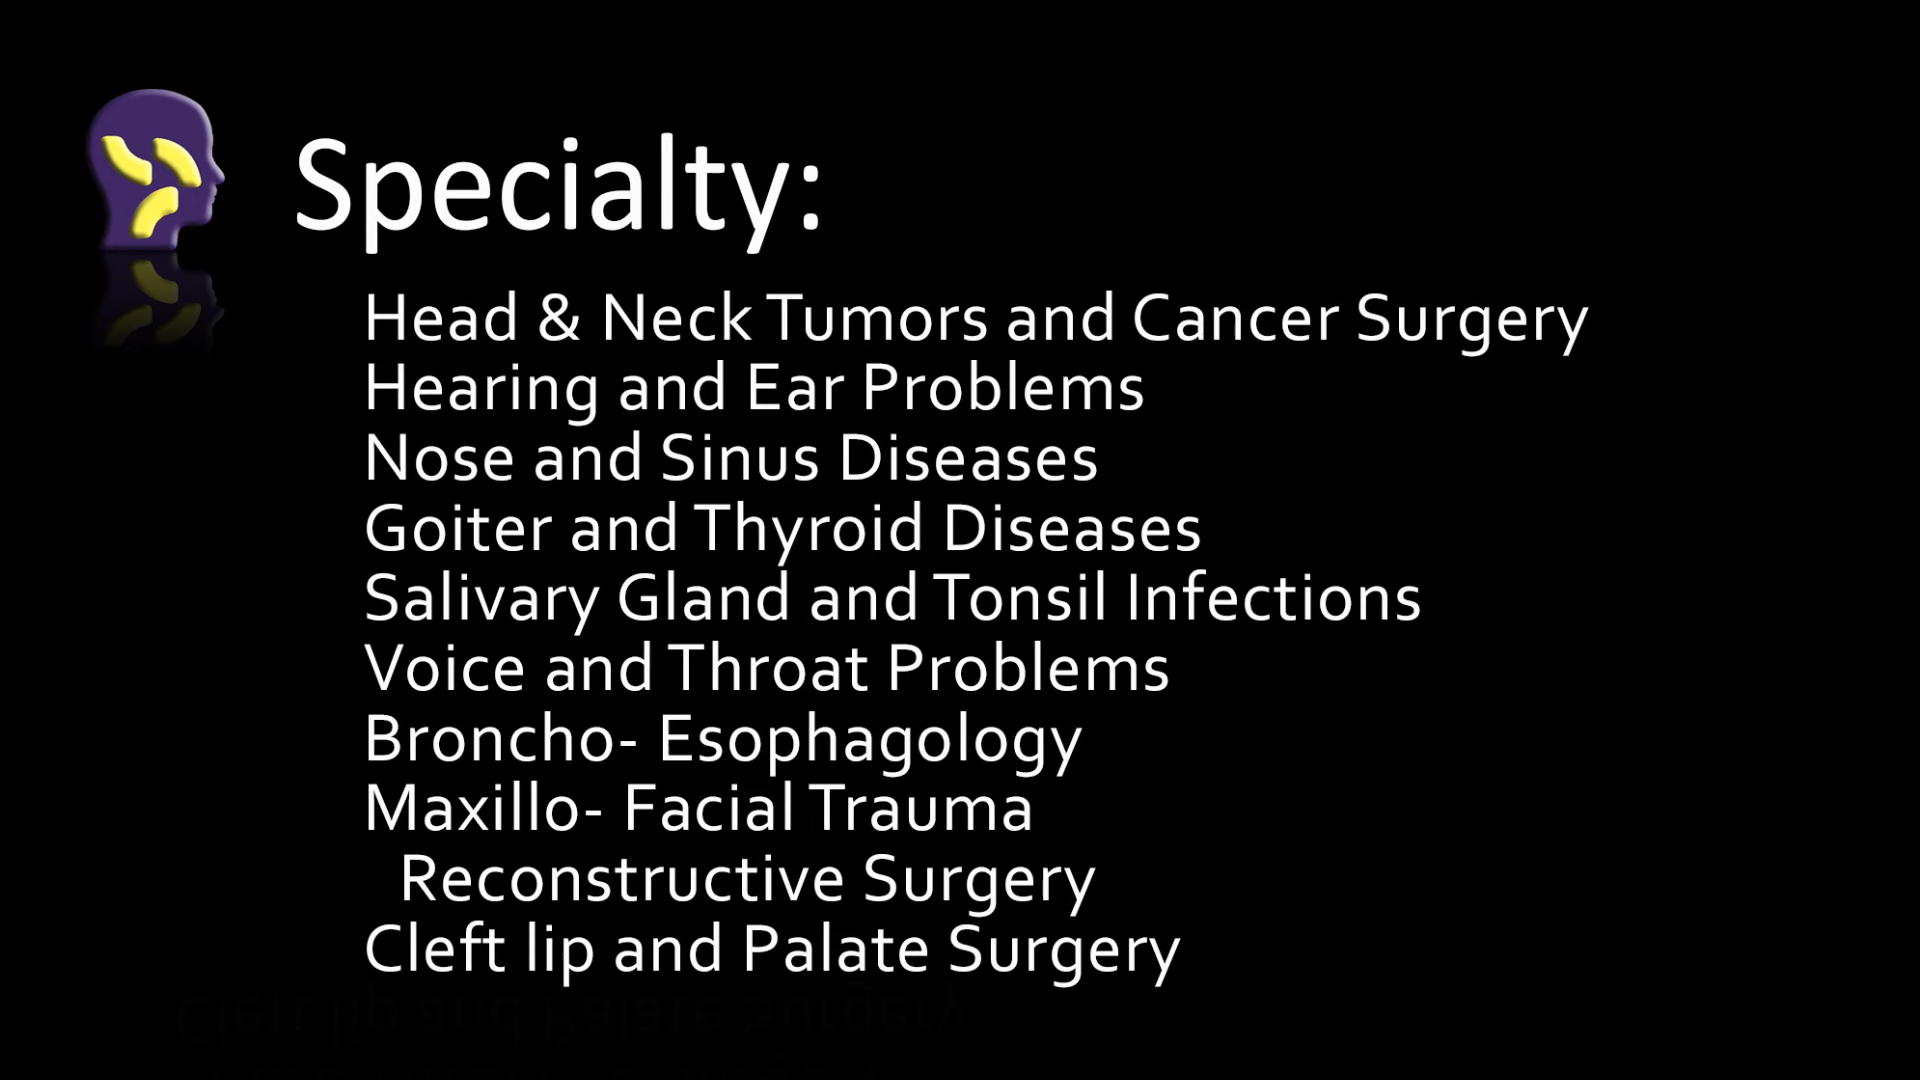 Specialty:
Head & Neck Tumors and Cancer Surgery
Hearing and Ear Problems
Nose and Sinus Diseases
Goiter and Thyroid Diseases
Salivary Gland and Tonsil Infections
Voice and Throat Problems
Broncho- Esophagology
Maxillo- Facial Trauma
Reconstructive Surgery
Cleft lip and Palate Surgery